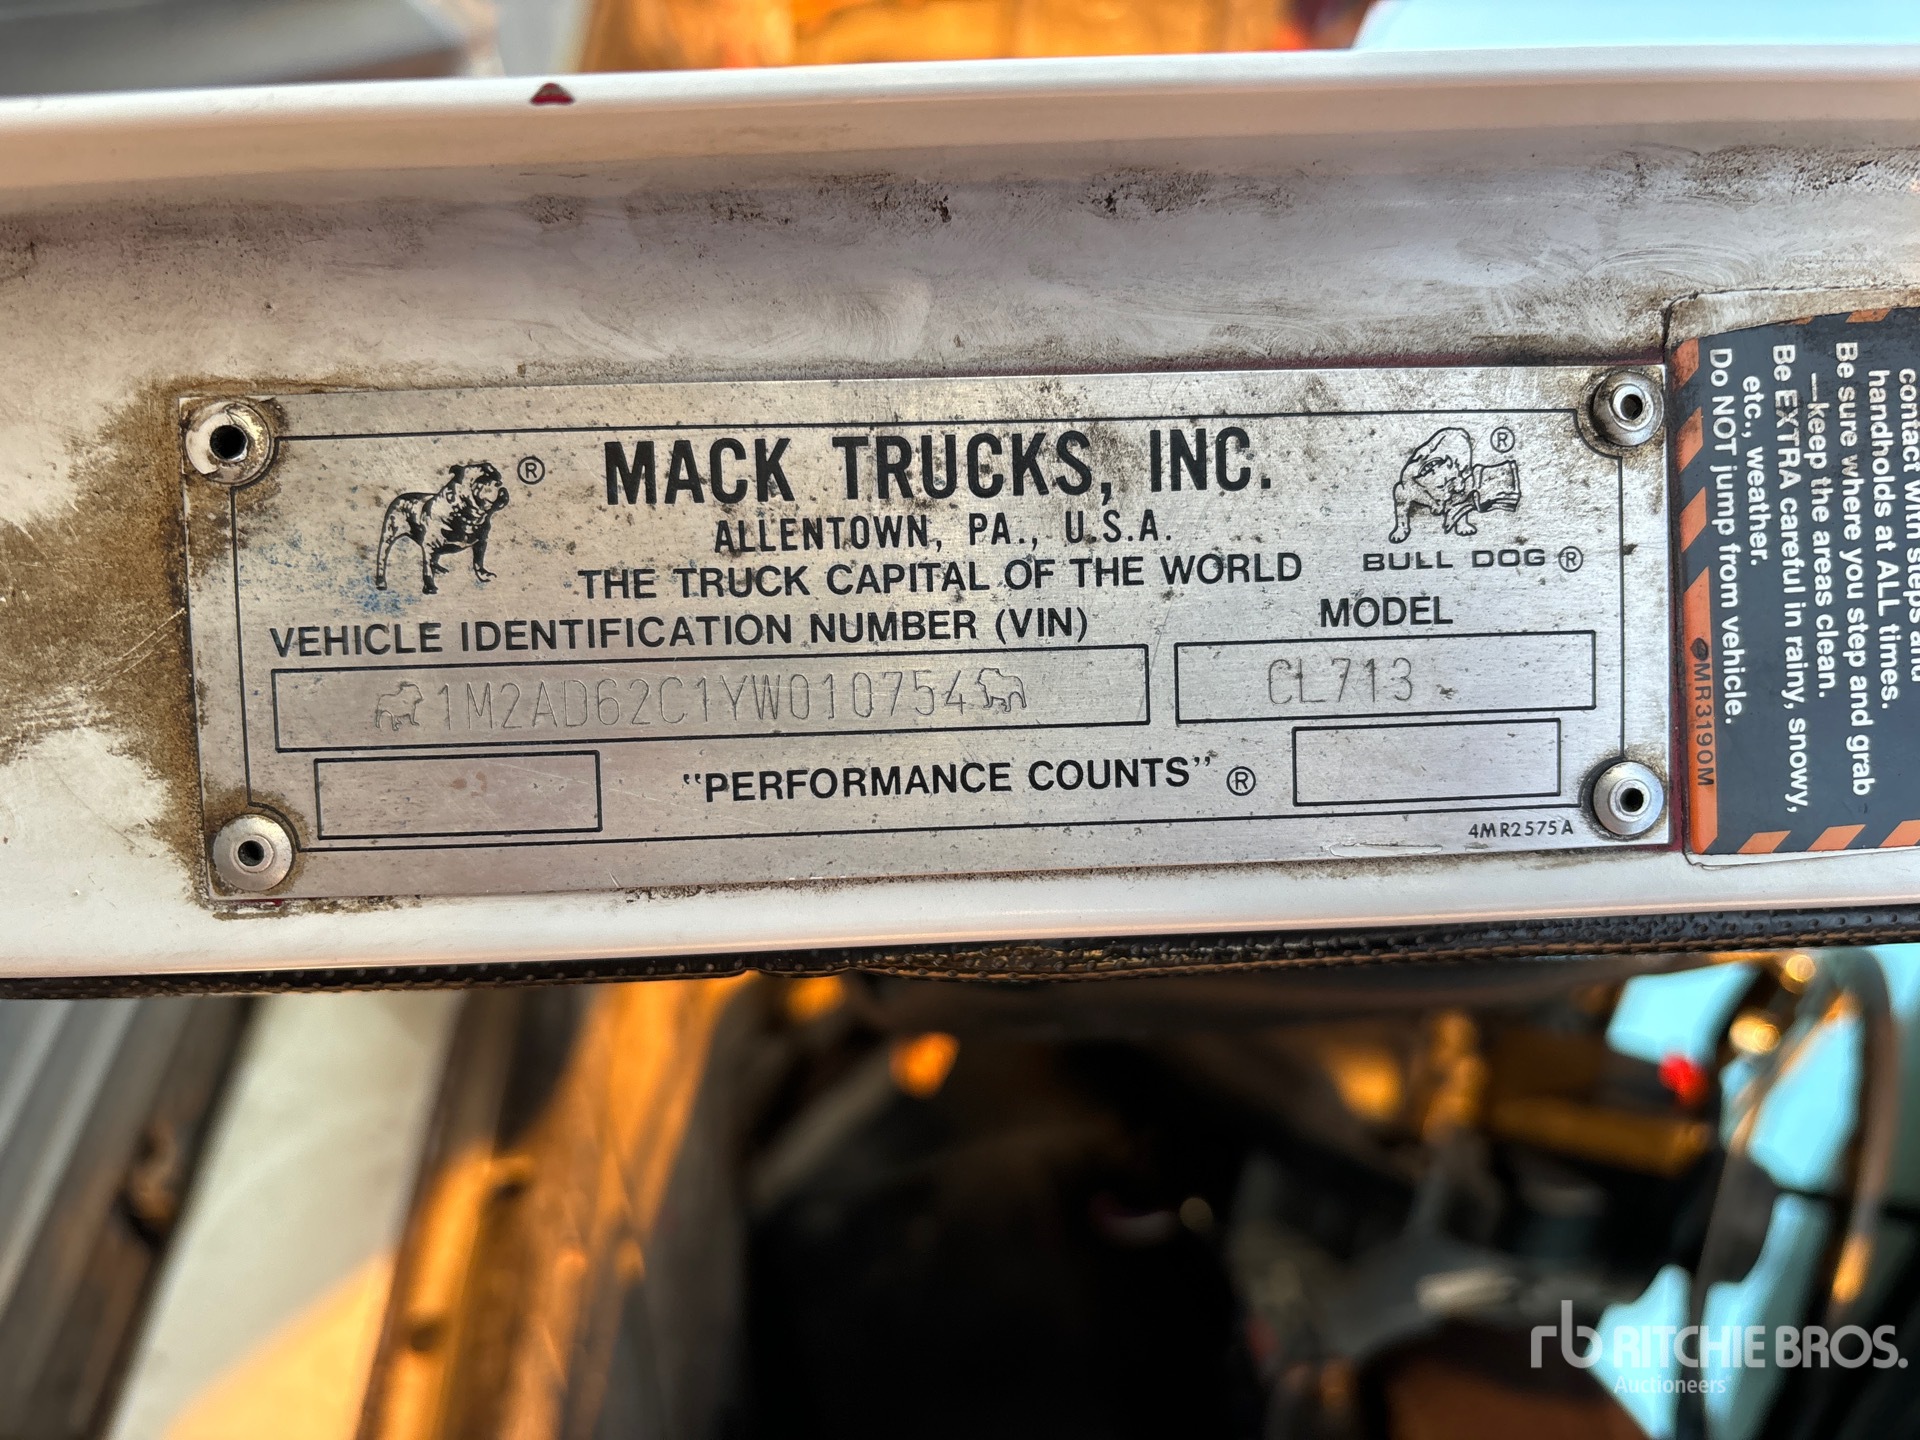 MACK TRUCKS, INC.
ALLENTOWN, PA., U.S.A.
THE TRUCK CAPITAL OF THE WORLD
®
®
BULL DOG ®
VEHICLE IDENTIFICATION NUMBER (VIN)
MODEL
1M2AD62C1YW010754
CL713
"PERFORMANCE COUNTS" ®
4MR2575A
contact with steps and
handholds at ALL times.
Be sure where you step and grab
—keep the areas clean.
Be EXTRA careful in rainy, snowy,
etc., weather.
Do NOT jump from vehicle.
MR3190M
rb RITCHIE BROS.
Auctioneers